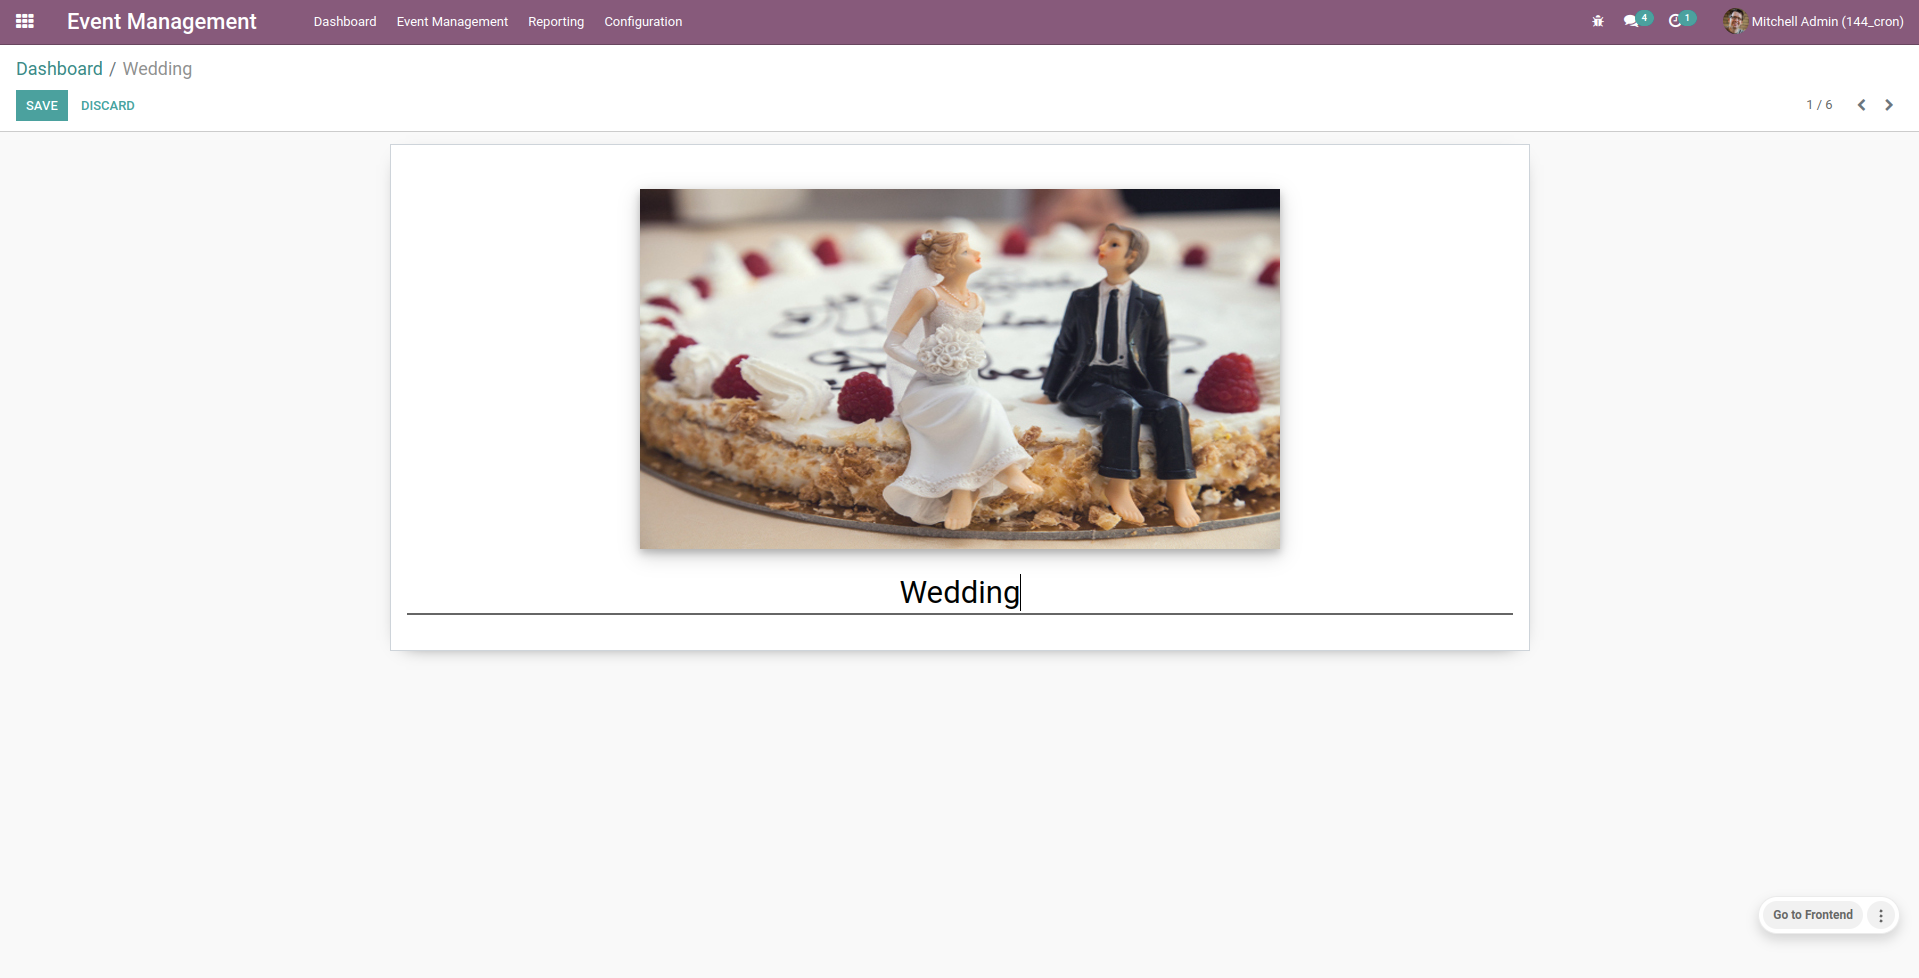 Event Management Dashboard Event Management Reporting Configuration 4 1 Mitchell Admin (144_cron)
Dashboard / Wedding
SAVE DISCARD 1 / 6
Wedding
Go to Frontend